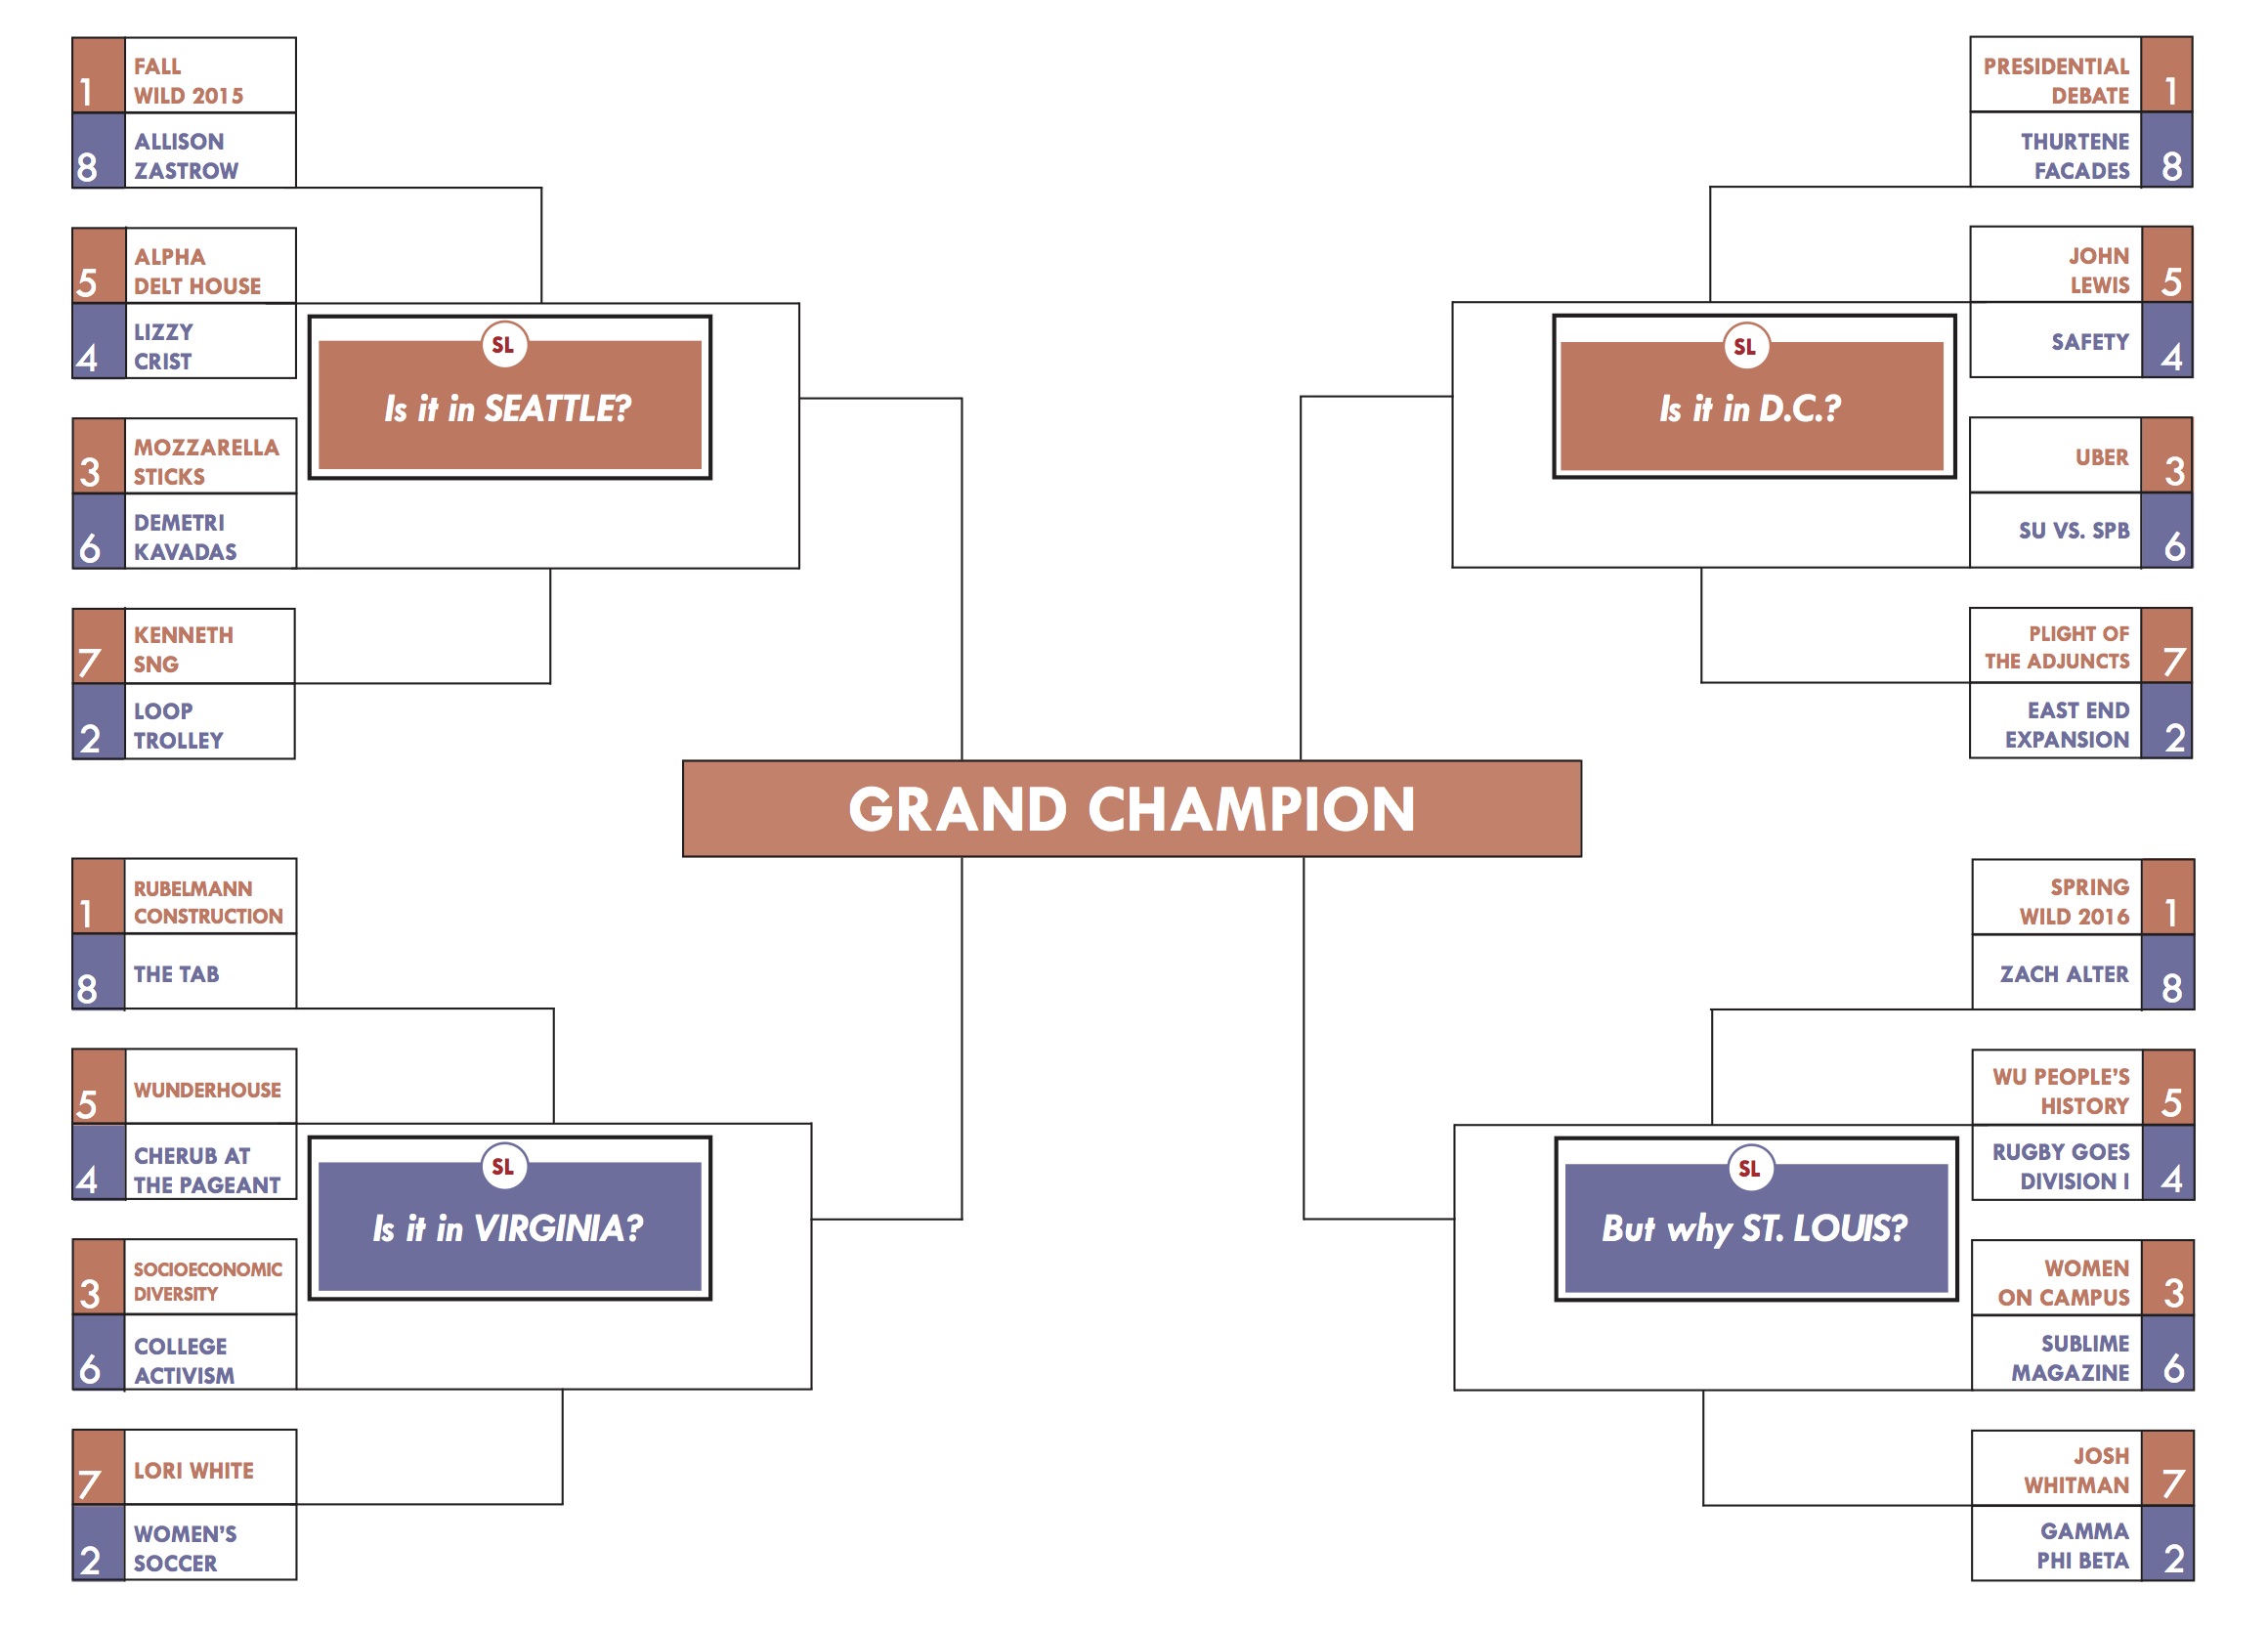 1
FALL
WILD 2015
8
ALLISON
ZASTROW
5
ALPHA
DELT HOUSE
4
LIZZY
CRIST
3
MOZZARELLA
STICKS
6
DEMETRI
KAVADAS
7
KENNETH
SNG
2
LOOP
TROLLEY
SL
Is it in SEATTLE?
PRESIDENTIAL
DEBATE
1
THURTENE
FACADES
8
JOHN
LEWIS
5
SAFETY
4
UBER
3
SU VS. SPB
6
PLIGHT OF
THE ADJUNCTS
7
EAST END
EXPANSION
2
SL
Is it in D.C.?
GRAND CHAMPION
1
RUBELMANN
CONSTRUCTION
8
THE TAB
5
WUNDERHOUSE
4
CHERUB AT
THE PAGEANT
3
SOCIOECONOMIC
DIVERSITY
6
COLLEGE
ACTIVISM
7
LORI WHITE
2
WOMEN'S
SOCCER
SL
Is it in VIRGINIA?
SPRING
WILD 2016
1
ZACH ALTER
8
WU PEOPLE'S
HISTORY
5
RUGBY GOES
DIVISION I
4
WOMEN
ON CAMPUS
3
SUBLIME
MAGAZINE
6
JOSH
WHITMAN
7
GAMMA
PHI BETA
2
SL
But why ST. LOUIS?